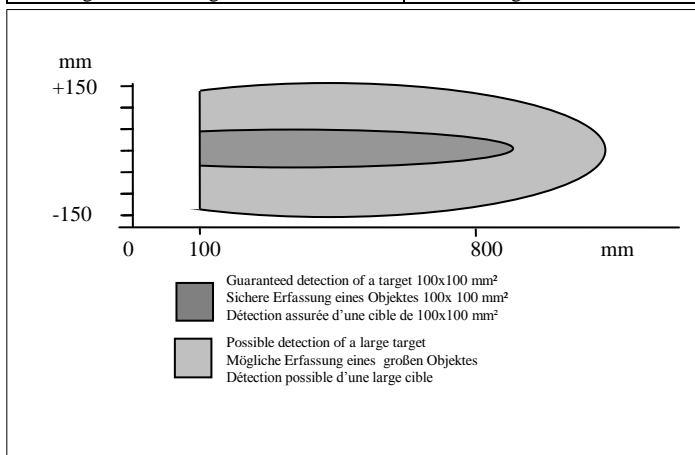 mm
+150
-150
0 100 800 mm
Guaranteed detection of a target 100x100 mm²
Sichere Erfassung eines Objektes 100x 100 mm²
Détection assurée d’une cible de 100x100 mm²
Possible detection of a large target
Mögliche Erfassung eines  großen Objektes
Détection possible d’une large cible